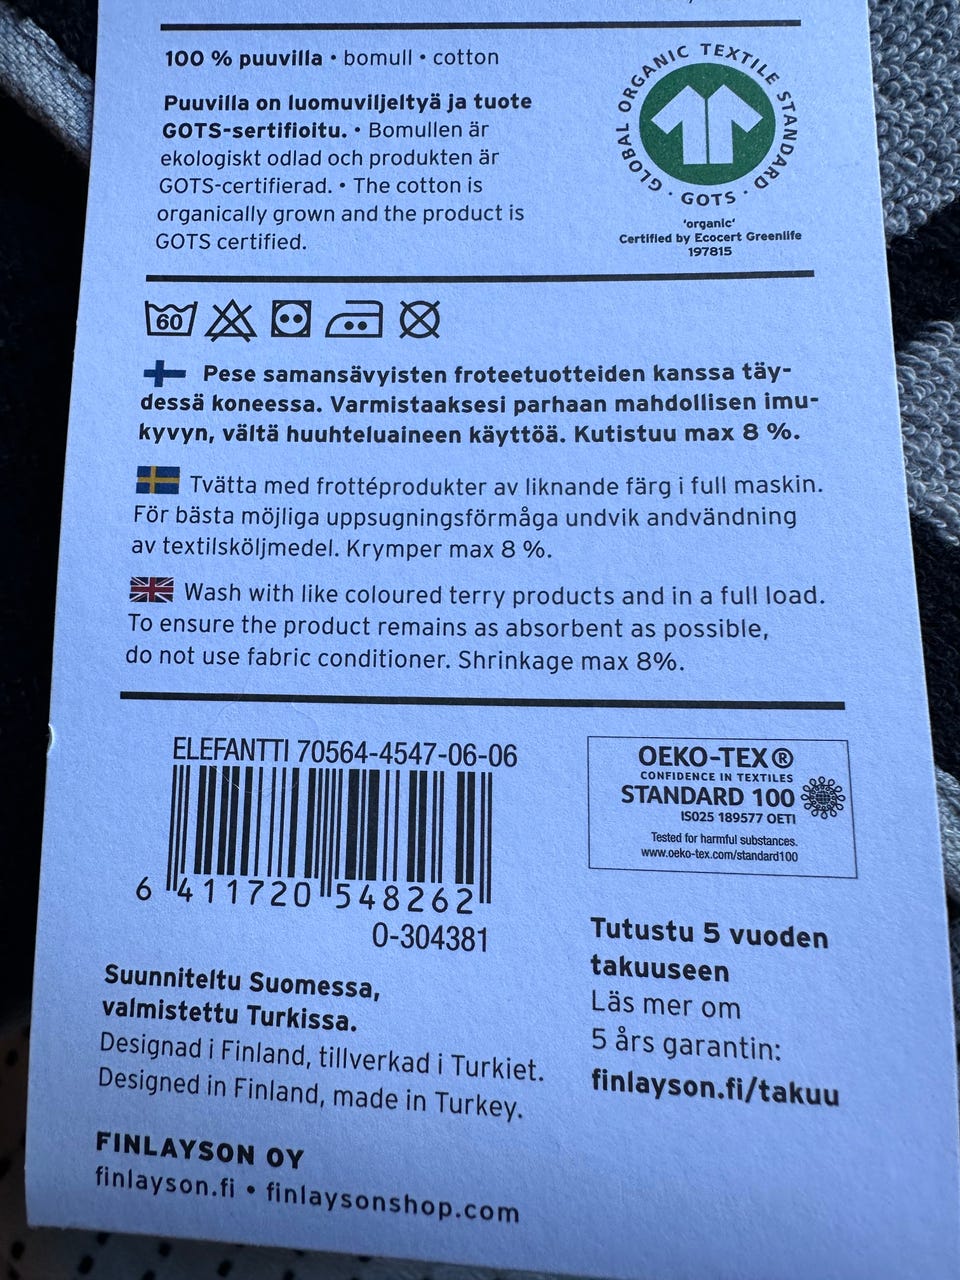 100 % puuvilla • bomull • cotton
Puuvilla on luomuviljeltyä ja tuote
GOTS-sertifioitu. • Bomullen är
ekologiskt odlad och produkten är
GOTS-certifierad. • The cotton is
organically grown and the product is
GOTS certified.
GLOBAL ORGANIC TEXTILE STANDARD · GOTS ·
'organic'
Certified by Ecocert Greenlife
197815
60
Pese samansävyisten froteetuotteiden kanssa täy-
dessä koneessa. Varmistaaksesi parhaan mahdollisen imu-
kyvyn, vältä huuhteluaineen käyttöä. Kutistuu max 8 %.
Tvätta med frottéprodukter av liknande färg i full maskin.
För bästa möjliga uppsugningsförmåga undvik andvändning
av textilsköljmedel. Krymper max 8 %.
Wash with like coloured terry products and in a full load.
To ensure the product remains as absorbent as possible,
do not use fabric conditioner. Shrinkage max 8%.
ELEFANTTI 70564-4547-06-06
6 411720 548262
0-304381
OEKO-TEX®
CONFIDENCE IN TEXTILES
STANDARD 100
IS025 189577 OETI
Tested for harmful substances.
www.oeko-tex.com/standard100
Tutustu 5 vuoden
takuuseen
Läs mer om
5 års garantin:
finlayson.fi/takuu
Suunniteltu Suomessa,
valmistettu Turkissa.
Designad i Finland, tillverkad i Turkiet.
Designed in Finland, made in Turkey.
FINLAYSON OY
finlayson.fi • finlaysonshop.com